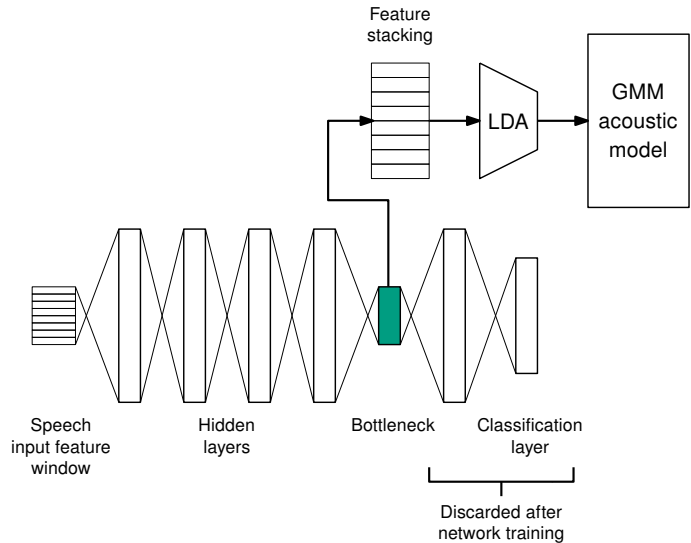 Feature
stacking
LDA
GMM
acoustic
model
Speech
input feature
window
Hidden
layers
Bottleneck
Classification
layer
Discarded after
network training